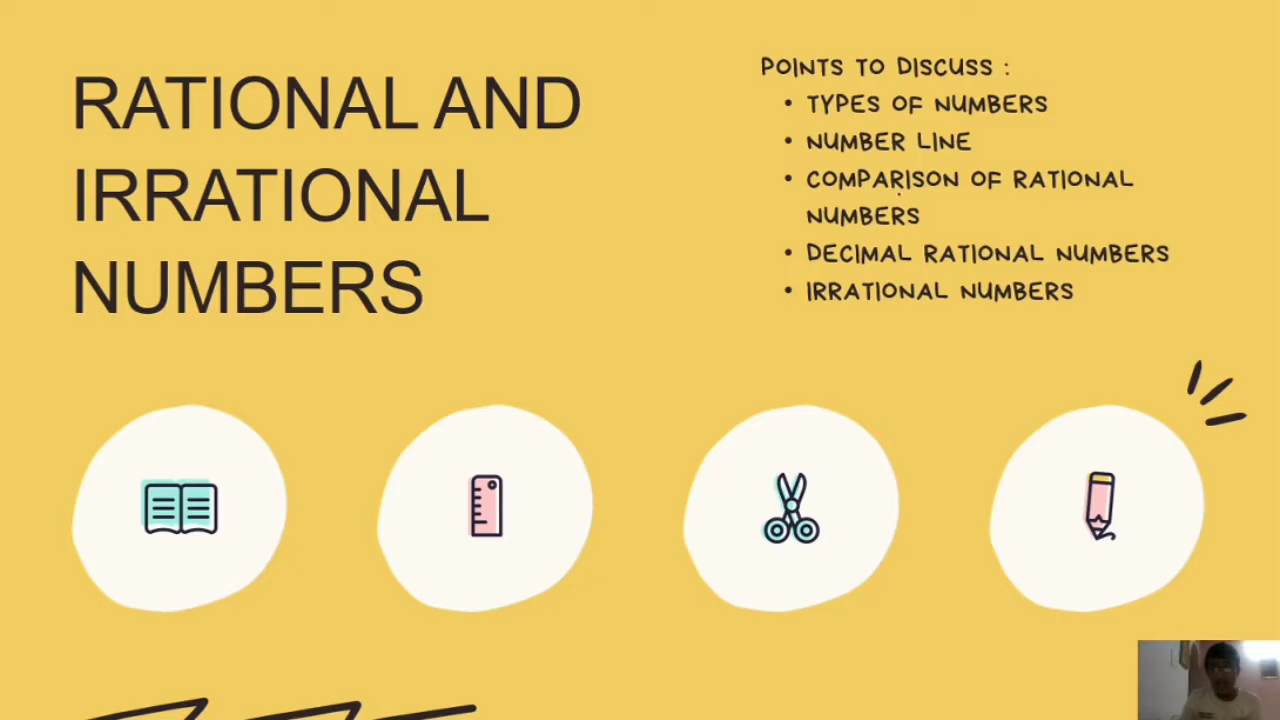 RATIONAL AND
IRRATIONAL
NUMBERS
POINTS TO DISCUSS :
• TYPES OF NUMBERS
• NUMBER LINE
• COMPARISON OF RATIONAL
NUMBERS
• DECIMAL RATIONAL NUMBERS
• IRRATIONAL NUMBERS